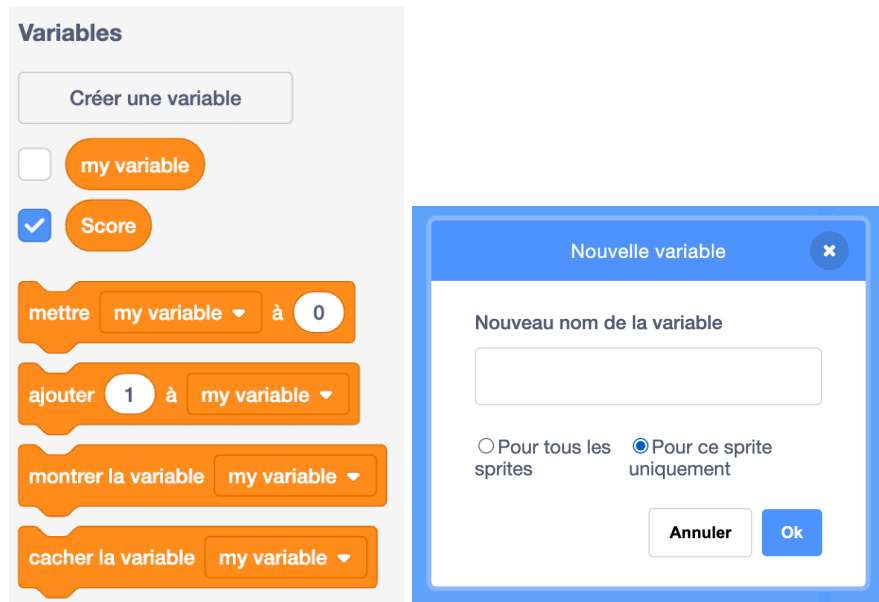 Variables
Créer une variable
my variable
Score
mettre my variable à 0
ajouter 1 à my variable
montrer la variable my variable
cacher la variable my variable
Nouvelle variable
Nouveau nom de la variable
Pour tous les
sprites
Pour ce sprite
uniquement
Annuler Ok